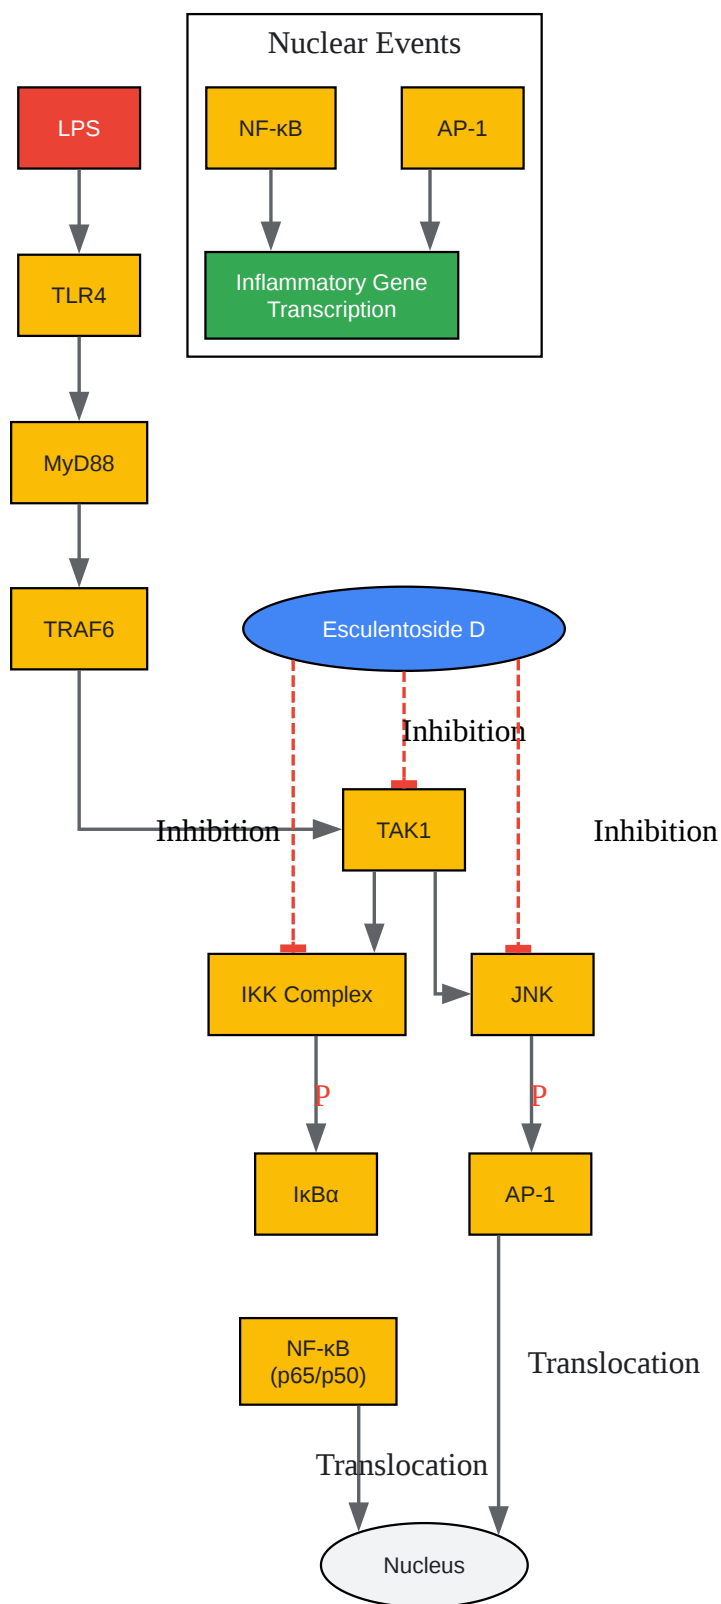 Nuclear Events
LPS
NF-κB
AP-1
TLR4
Inflammatory Gene
Transcription
MyD88
TRAF6
Esculentoside D
Inhibition
Inhibition
TAK1
Inhibition
IKK Complex
JNK
P
P
IκBα
AP-1
NF-κB
(p65/p50)
Translocation
Translocation
Nucleus